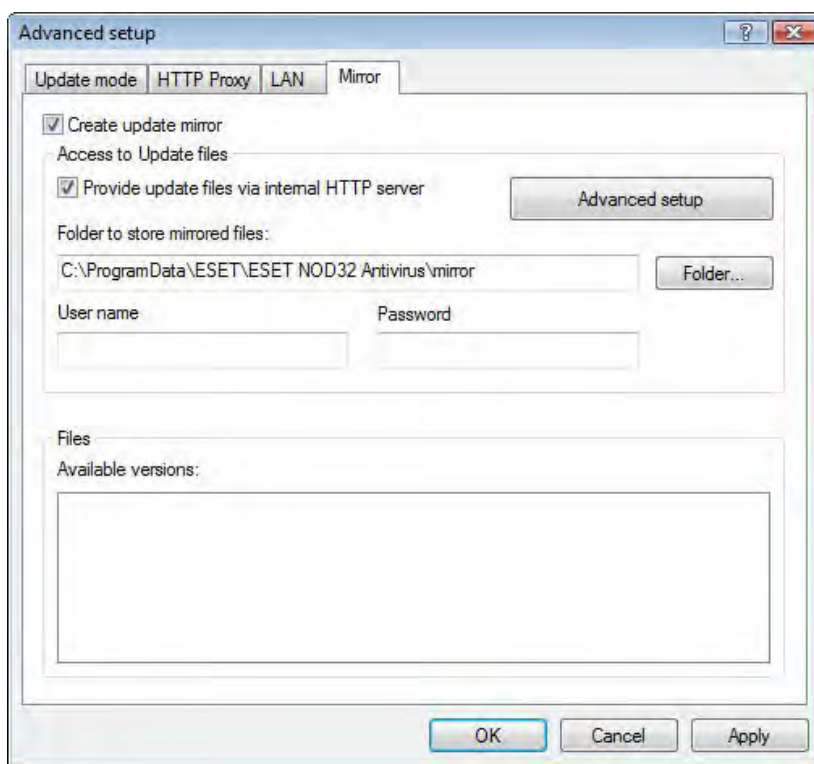 Advanced setup
Update mode HTTP Proxy LAN Mirror
Create update mirror
Access to Update files
Provide update files via internal HTTP server
Advanced setup
Folder to store mirrored files:
C:\ProgramData\ESET\ESET NOD32 Antivirus\mirror
Folder...
User name Password
Files
Available versions:
OK Cancel Apply